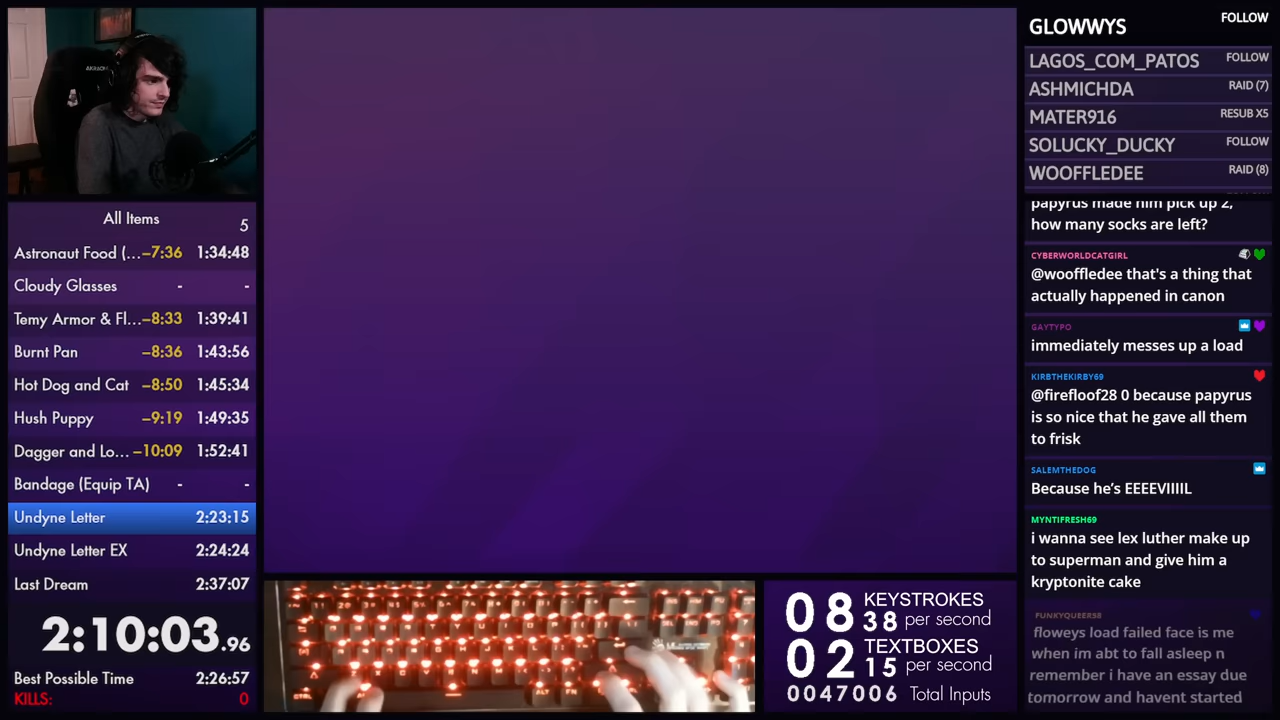 AKRACING
All Items
5
Astronaut Food (... −7:36 1:34:48
Cloudy Glasses - -
Temy Armor & Fl... −8:33 1:39:41
Burnt Pan −8:36 1:43:56
Hot Dog and Cat −8:50 1:45:34
Hush Puppy −9:19 1:49:35
Dagger and Lo... −10:09 1:52:41
Bandage (Equip TA) - -
Undyne Letter 2:23:15
Undyne Letter EX 2:24:24
Last Dream 2:37:07
2:10:03.96
Best Possible Time 2:26:57
KILLS: 0
08 38 KEYSTROKES per second
02 15 TEXTBOXES per second
0047006 Total Inputs
GLOWWYS FOLLOW
LAGOS_COM_PATOS FOLLOW
ASHMICHDA RAID (7)
MATER916 RESUB X5
SOLUCKY_DUCKY FOLLOW
WOOFFLEDEE RAID (8)
papyrus made him pick up 2,
how many socks are left?
CYBERWORLDCATGIRL
@wooffledee that's a thing that
actually happened in canon
GAYTYPO
immediately messes up a load
KIRBTHEKIRBY69
@firefloof28 0 because papyrus
is so nice that he gave all them
to frisk
SALEMTHEDOG
Because he's EEEEVIIIIL
MYNTIFRESH69
i wanna see lex luther make up
to superman and give him a
kryptonite cake
FUNKYQUEER58
floweys load failed face is me
when im abt to fall asleep n
remember i have an essay due
tomorrow and havent started